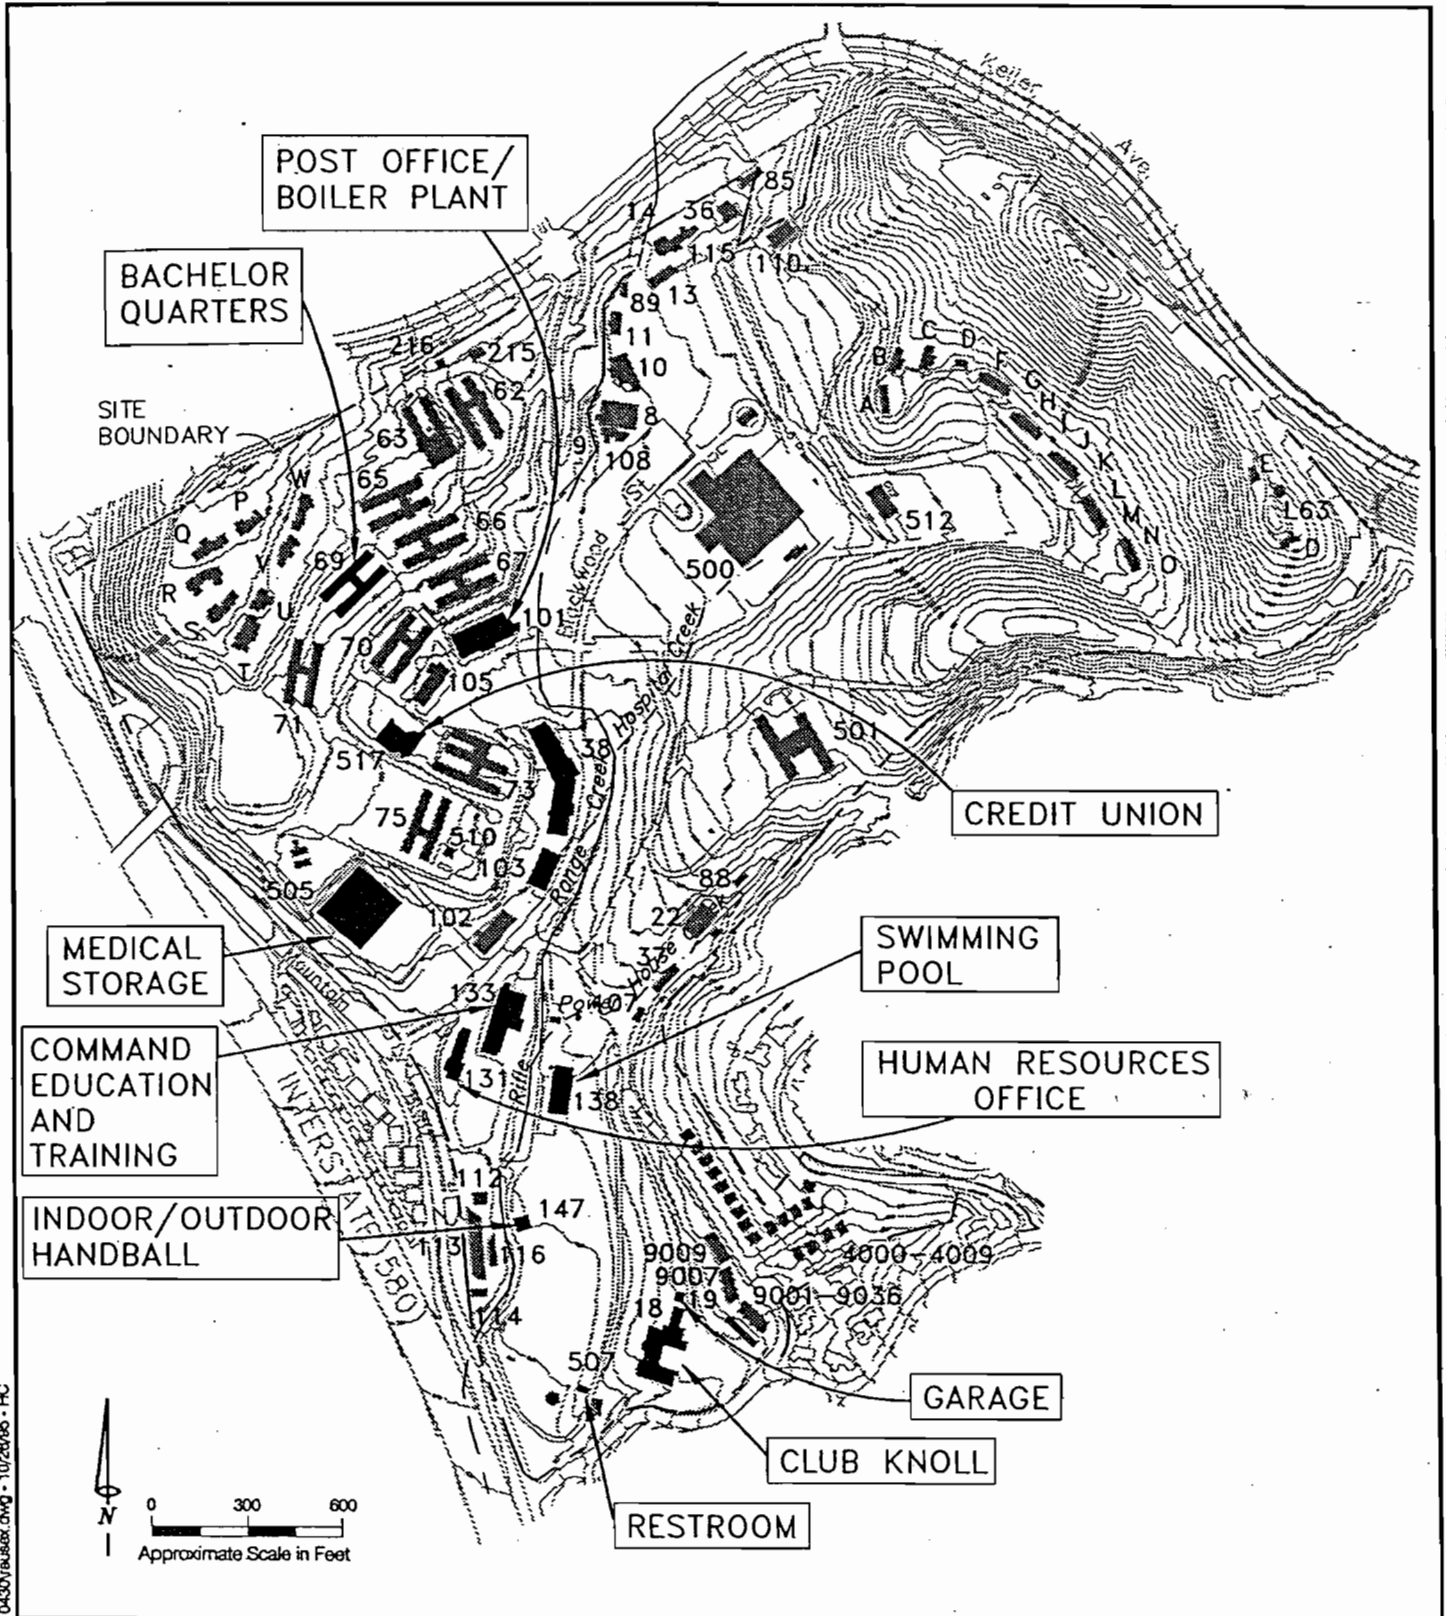 Keller
Ave.
POST OFFICE/
BOILER PLANT
85
14
36
115
110
BACHELOR
QUARTERS
89
13
11
10
216
215
62
B
C
D
F
G
H
I
J
K
L
M
N
O
A
SITE
BOUNDARY
63
8
9
108
St.
65
W
P
Q
66
E
L63
D
512
V
69
67
500
R
U
S
101
70
T
105
Hospital Creek
71
38
501
517
73
CREDIT UNION
75
510
103
Range
Creek
505
88
102
22
SWIMMING
POOL
MEDICAL
STORAGE
37
House
Mountain
133
Power
107
COMMAND
EDUCATION
AND
TRAINING
HUMAN RESOURCES
OFFICE
131
Rifle
138
INTERSTATE 580
112
147
INDOOR/OUTDOOR
HANDBALL
113
116
9009
4000-4009
9007
9001-9036
19
18
114
507
GARAGE
CLUB KNOLL
RESTROOM
N
0 300 600
Approximate Scale in Feet